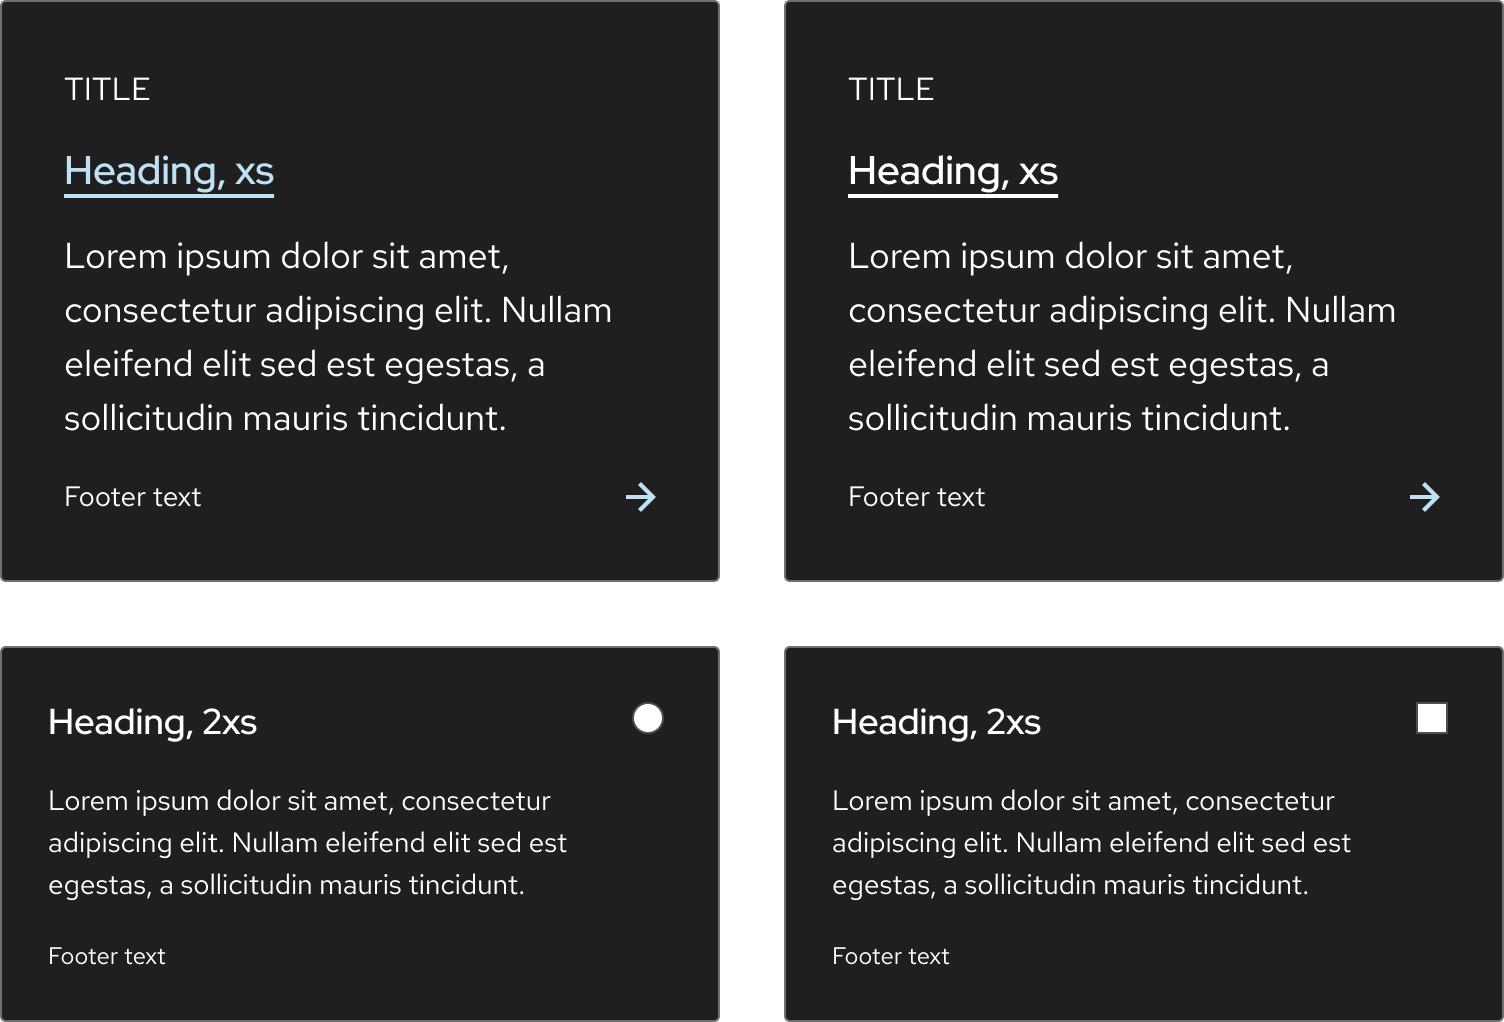 TITLE
Heading, xs
Lorem ipsum dolor sit amet,
consectetur adipiscing elit. Nullam
eleifend elit sed est egestas, a
sollicitudin mauris tincidunt.
Footer text
TITLE
Heading, xs
Lorem ipsum dolor sit amet,
consectetur adipiscing elit. Nullam
eleifend elit sed est egestas, a
sollicitudin mauris tincidunt.
Footer text
Heading, 2xs
Lorem ipsum dolor sit amet, consectetur
adipiscing elit. Nullam eleifend elit sed est
egestas, a sollicitudin mauris tincidunt.
Footer text
Heading, 2xs
Lorem ipsum dolor sit amet, consectetur
adipiscing elit. Nullam eleifend elit sed est
egestas, a sollicitudin mauris tincidunt.
Footer text